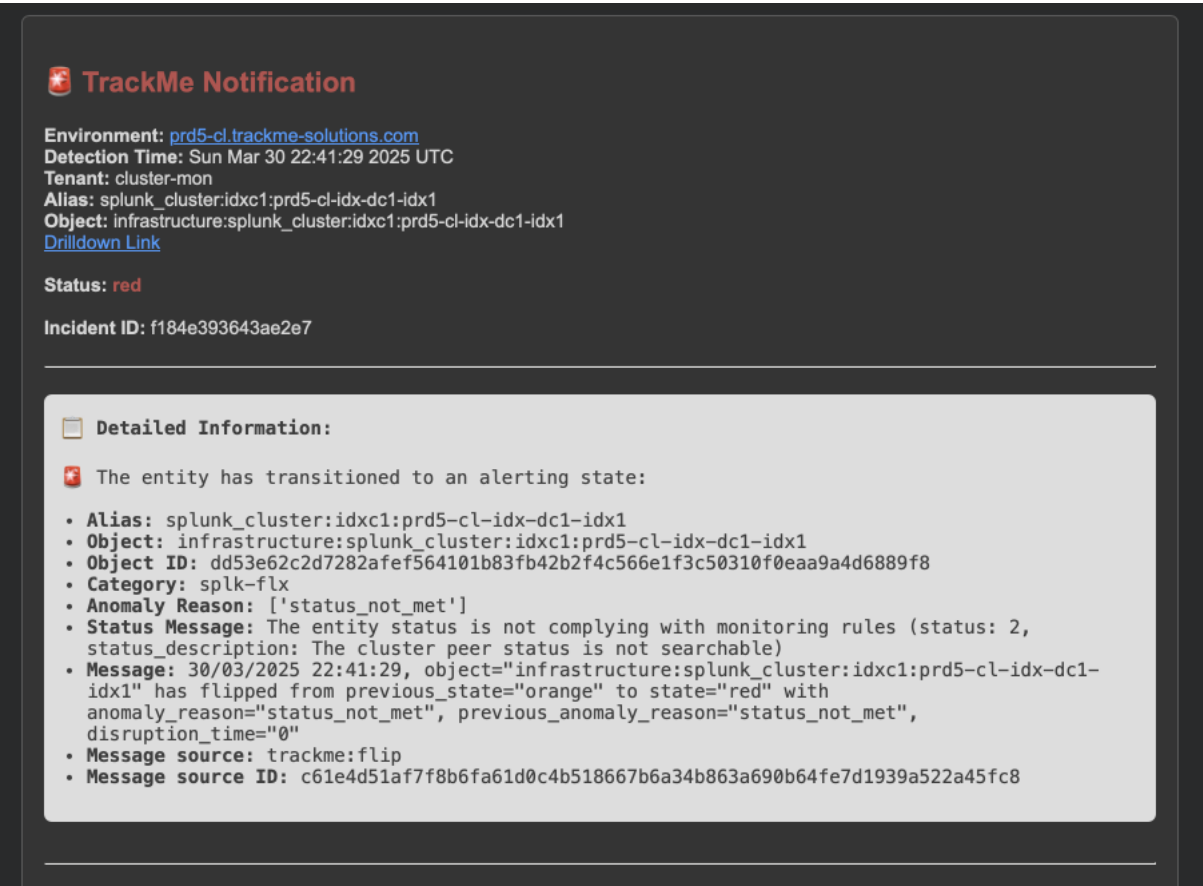 TrackMe Notification
Environment: prd5-cl.trackme-solutions.com
Detection Time: Sun Mar 30 22:41:29 2025 UTC
Tenant: cluster-mon
Alias: splunk_cluster:idxc1:prd5-cl-idx-dc1-idx1
Object: infrastructure:splunk_cluster:idxc1:prd5-cl-idx-dc1-idx1
Drilldown Link
Status: red
Incident ID: f184e393643ae2e7
Detailed Information:
The entity has transitioned to an alerting state:
• Alias: splunk_cluster:idxc1:prd5-cl-idx-dc1-idx1
• Object: infrastructure:splunk_cluster:idxc1:prd5-cl-idx-dc1-idx1
• Object ID: dd53e62c2d7282afef564101b83fb42b2f4c566e1f3c50310f0eaa9a4d6889f8
• Category: splk-flx
• Anomaly Reason: ['status_not_met']
• Status Message: The entity status is not complying with monitoring rules (status: 2,
status_description: The cluster peer status is not searchable)
• Message: 30/03/2025 22:41:29, object="infrastructure:splunk_cluster:idxc1:prd5-cl-idx-dc1-
idx1" has flipped from previous_state="orange" to state="red" with
anomaly_reason="status_not_met", previous_anomaly_reason="status_not_met",
disruption_time="0"
• Message source: trackme:flip
• Message source ID: c61e4d51af7f8b6fa61d0c4b518667b6a34b863a690b64fe7d1939a522a45fc8